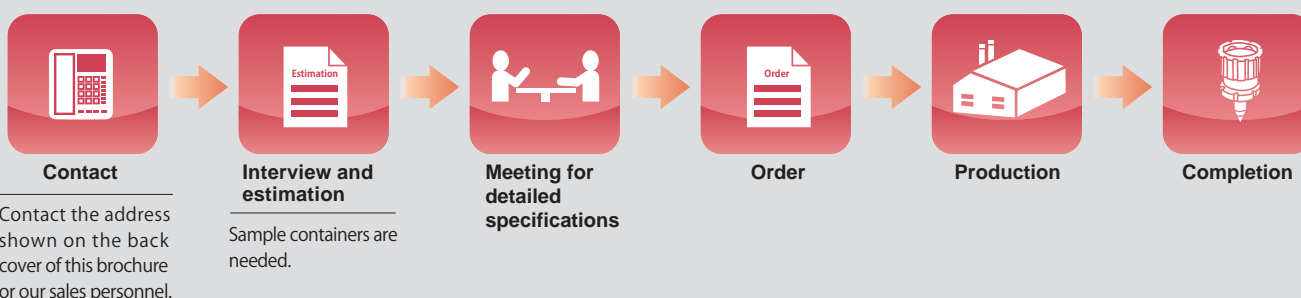 Contact
Contact the address
shown on the back
cover of this brochure
or our sales personnel.
Estimation
Interview and
estimation
Sample containers are
needed.
Meeting for
detailed
specifications
Order
Order
Production
Completion